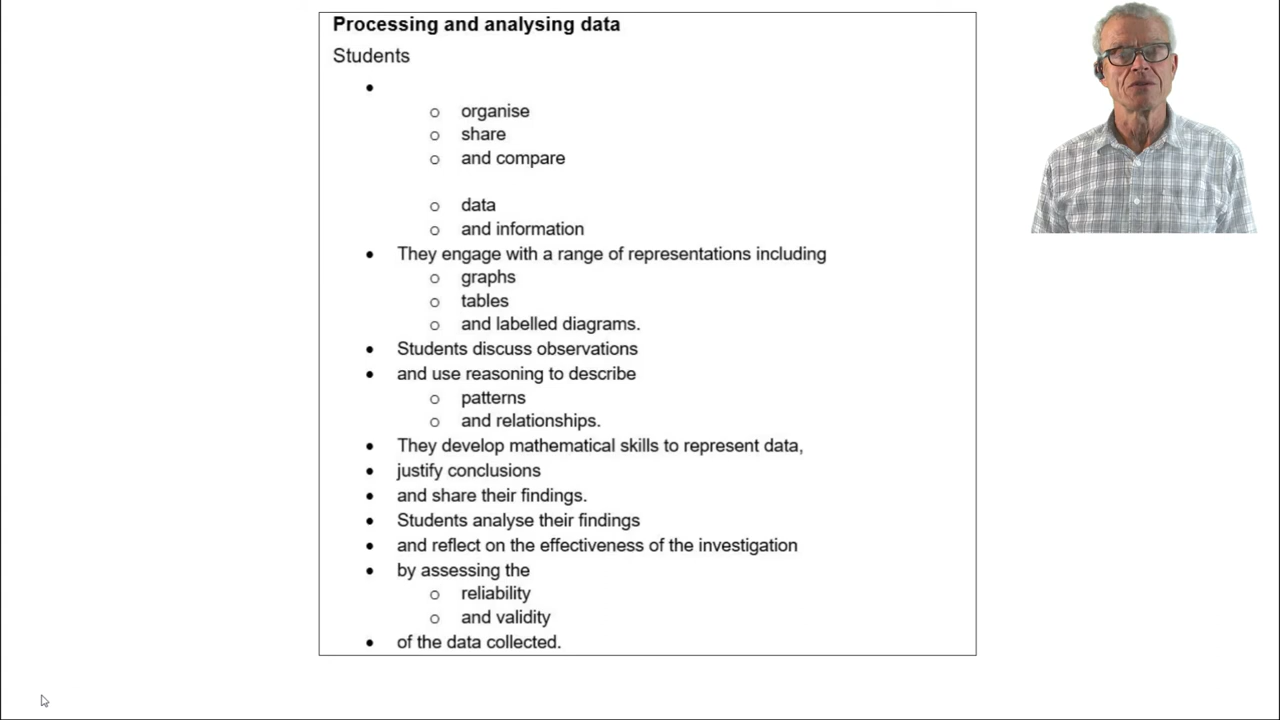 Processing and analysing data
Students
•
o organise
o share
o and compare
o data
o and information
• They engage with a range of representations including
o graphs
o tables
o and labelled diagrams.
• Students discuss observations
• and use reasoning to describe
o patterns
o and relationships.
• They develop mathematical skills to represent data,
• justify conclusions
• and share their findings.
• Students analyse their findings
• and reflect on the effectiveness of the investigation
• by assessing the
o reliability
o and validity
• of the data collected.